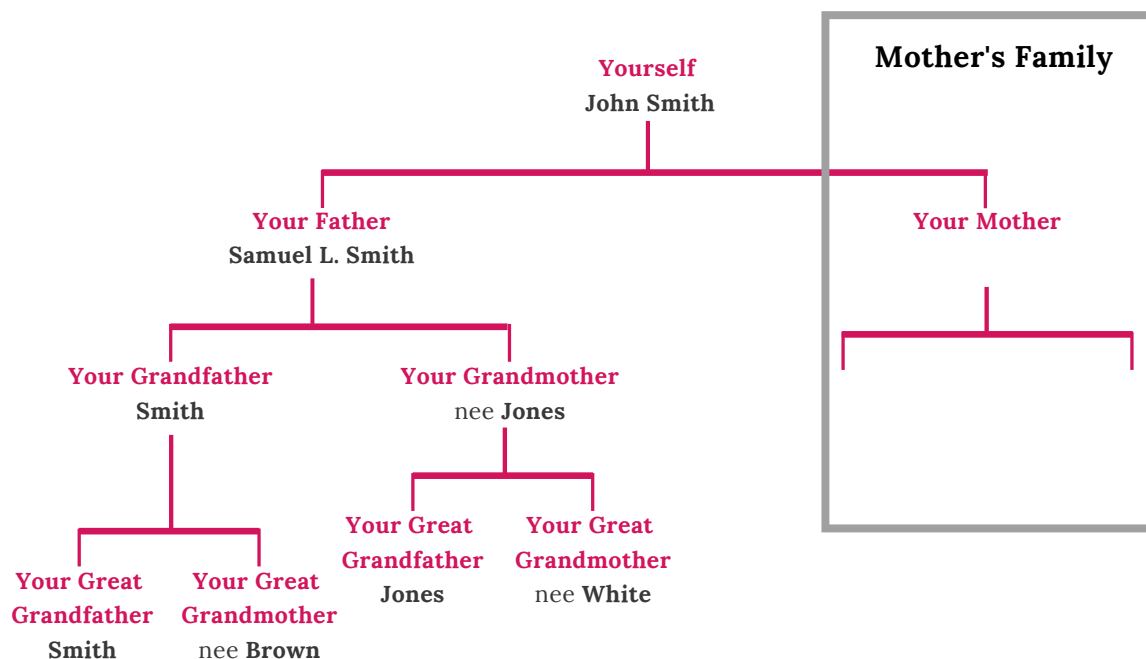 Mother's Family
Yourself
John Smith
Your Father
Samuel L. Smith
Your Mother
Your Grandfather
Smith
Your Grandmother
nee Jones
Your Great
Grandfather
Smith
Your Great
Grandmother
nee Brown
Your Great
Grandfather
Jones
Your Great
Grandmother
nee White